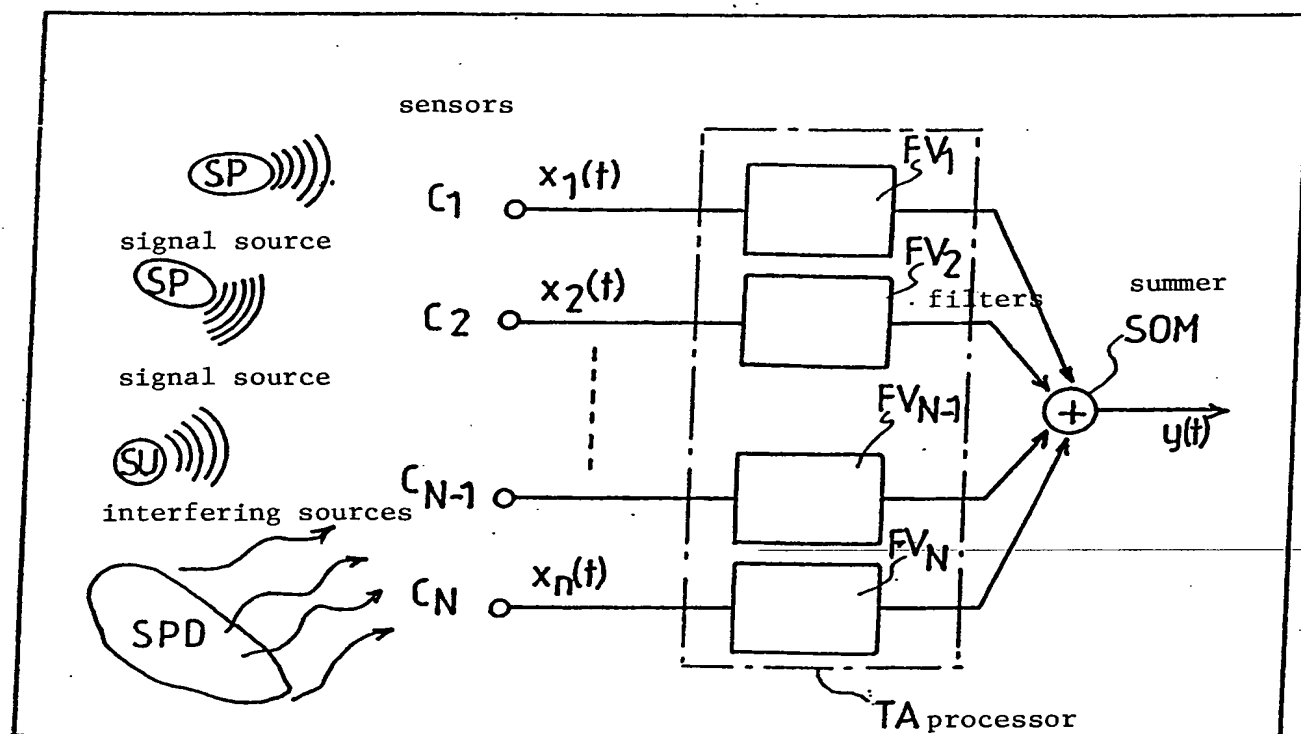 sensors
SP
C1 x1(t) FV1
signal source
SP
C2 x2(t) FV2
filters
summer
SOM
signal source
+
y(t)
SU
CN-1 FVN-1
interfering sources
SPD
CN xn(t) FVN
TA processor